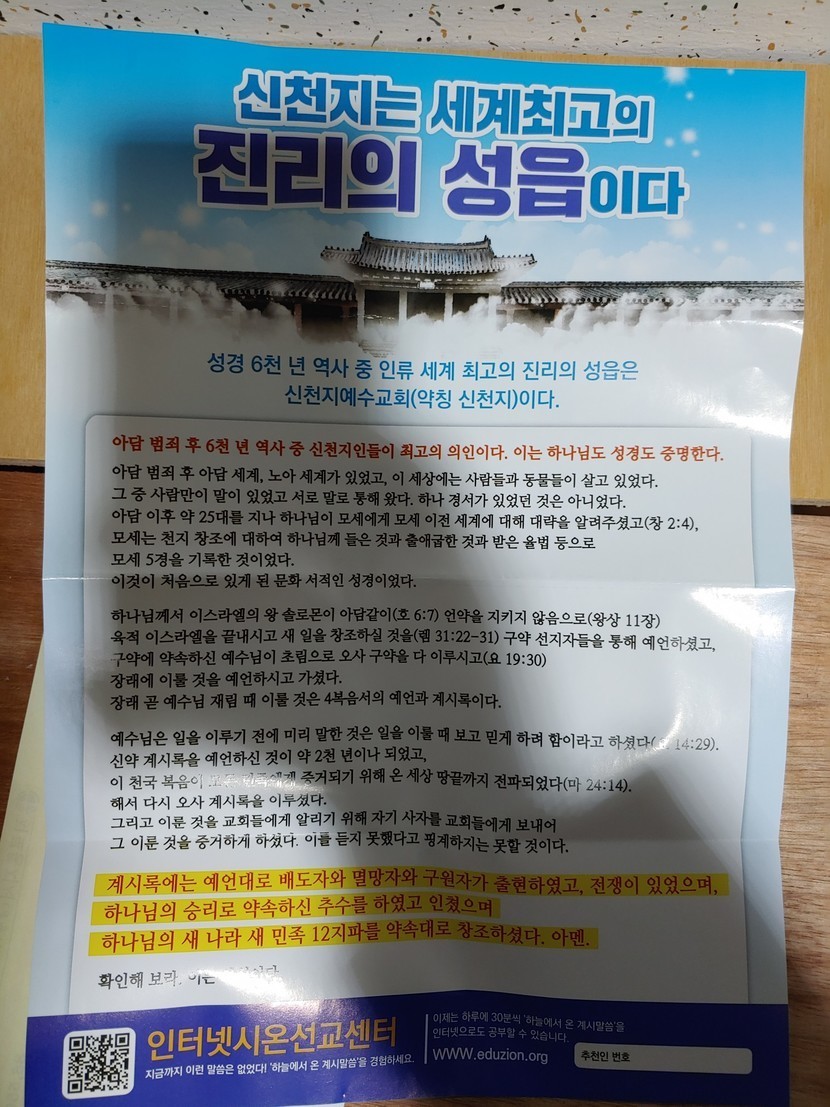 신천지는 세계최고의
진리의 성읍이다
성경 6천 년 역사 중 인류 세계 최고의 진리의 성읍은
신천지예수교회(약칭 신천지)이다.
아담 범죄 후 6천 년 역사 중 신천지인들이 최고의 의인이다. 이는 하나님도 성경도 증명한다.
아담 범죄 후 아담 세계, 노아 세계가 있었고, 이 세상에는 사람들과 동물들이 살고 있었다.
그 중 사람만이 말이 있었고 서로 말로 통해 왔다. 하나 경서가 있었던 것은 아니었다.
아담 이후 약 25대를 지나 하나님이 모세에게 모세 이전 세계에 대해 대략을 알려주셨고(창 2:4),
모세는 천지 창조에 대하여 하나님께 들은 것과 출애굽한 것과 받은 율법 등으로
모세 5경을 기록한 것이었다.
이것이 처음으로 있게 된 문화 서적인 성경이었다.
하나님께서 이스라엘의 왕 솔로몬이 아담같이(호 6:7) 언약을 지키지 않음으로(왕상 11장)
육적 이스라엘을 끝내시고 새 일을 창조하실 것을(렘 31:22-31) 구약 선지자들을 통해 예언하셨고,
구약에 약속하신 예수님이 초림으로 오사 구약을 다 이루시고(요 19:30)
장래에 이룰 것을 예언하시고 가셨다.
장래 곧 예수님 재림 때 이룰 것은 4복음서의 예언과 계시록이다.
예수님은 일을 이루기 전에 미리 말한 것은 일을 이룰 때 보고 믿게 하려 함이라고 하셨다(요 14:29).
신약 계시록을 예언하신 것이 약 2천 년이나 되었고,
이 천국 복음이 모든 민족에게 증거되기 위해 온 세상 땅끝까지 전파되었다(마 24:14).
해서 다시 오사 계시록을 이루셨다.
그리고 이룬 것을 교회들에게 알리기 위해 자기 사자를 교회들에게 보내어
그 이룬 것을 증거하게 하셨다. 이를 듣지 못했다고 핑계하지는 못할 것이다.
계시록에는 예언대로 배도자와 멸망자와 구원자가 출현하였고, 전쟁이 있었으며,
하나님의 승리로 약속하신 추수를 하였고 인쳤으며
하나님의 새 나라 새 민족 12지파를 약속대로 창조하셨다. 아멘.
확인해 보라. 이는
인터넷시온선교센터
지금까지 이런 말씀은 없었다! '하늘에서 온 계시말씀'을 경험하세요.
이제는 하루에 30분씩 '하늘에서 온 계시말씀'을
인터넷으로도 공부할 수 있습니다.
www.eduzion.org
추천인 번호